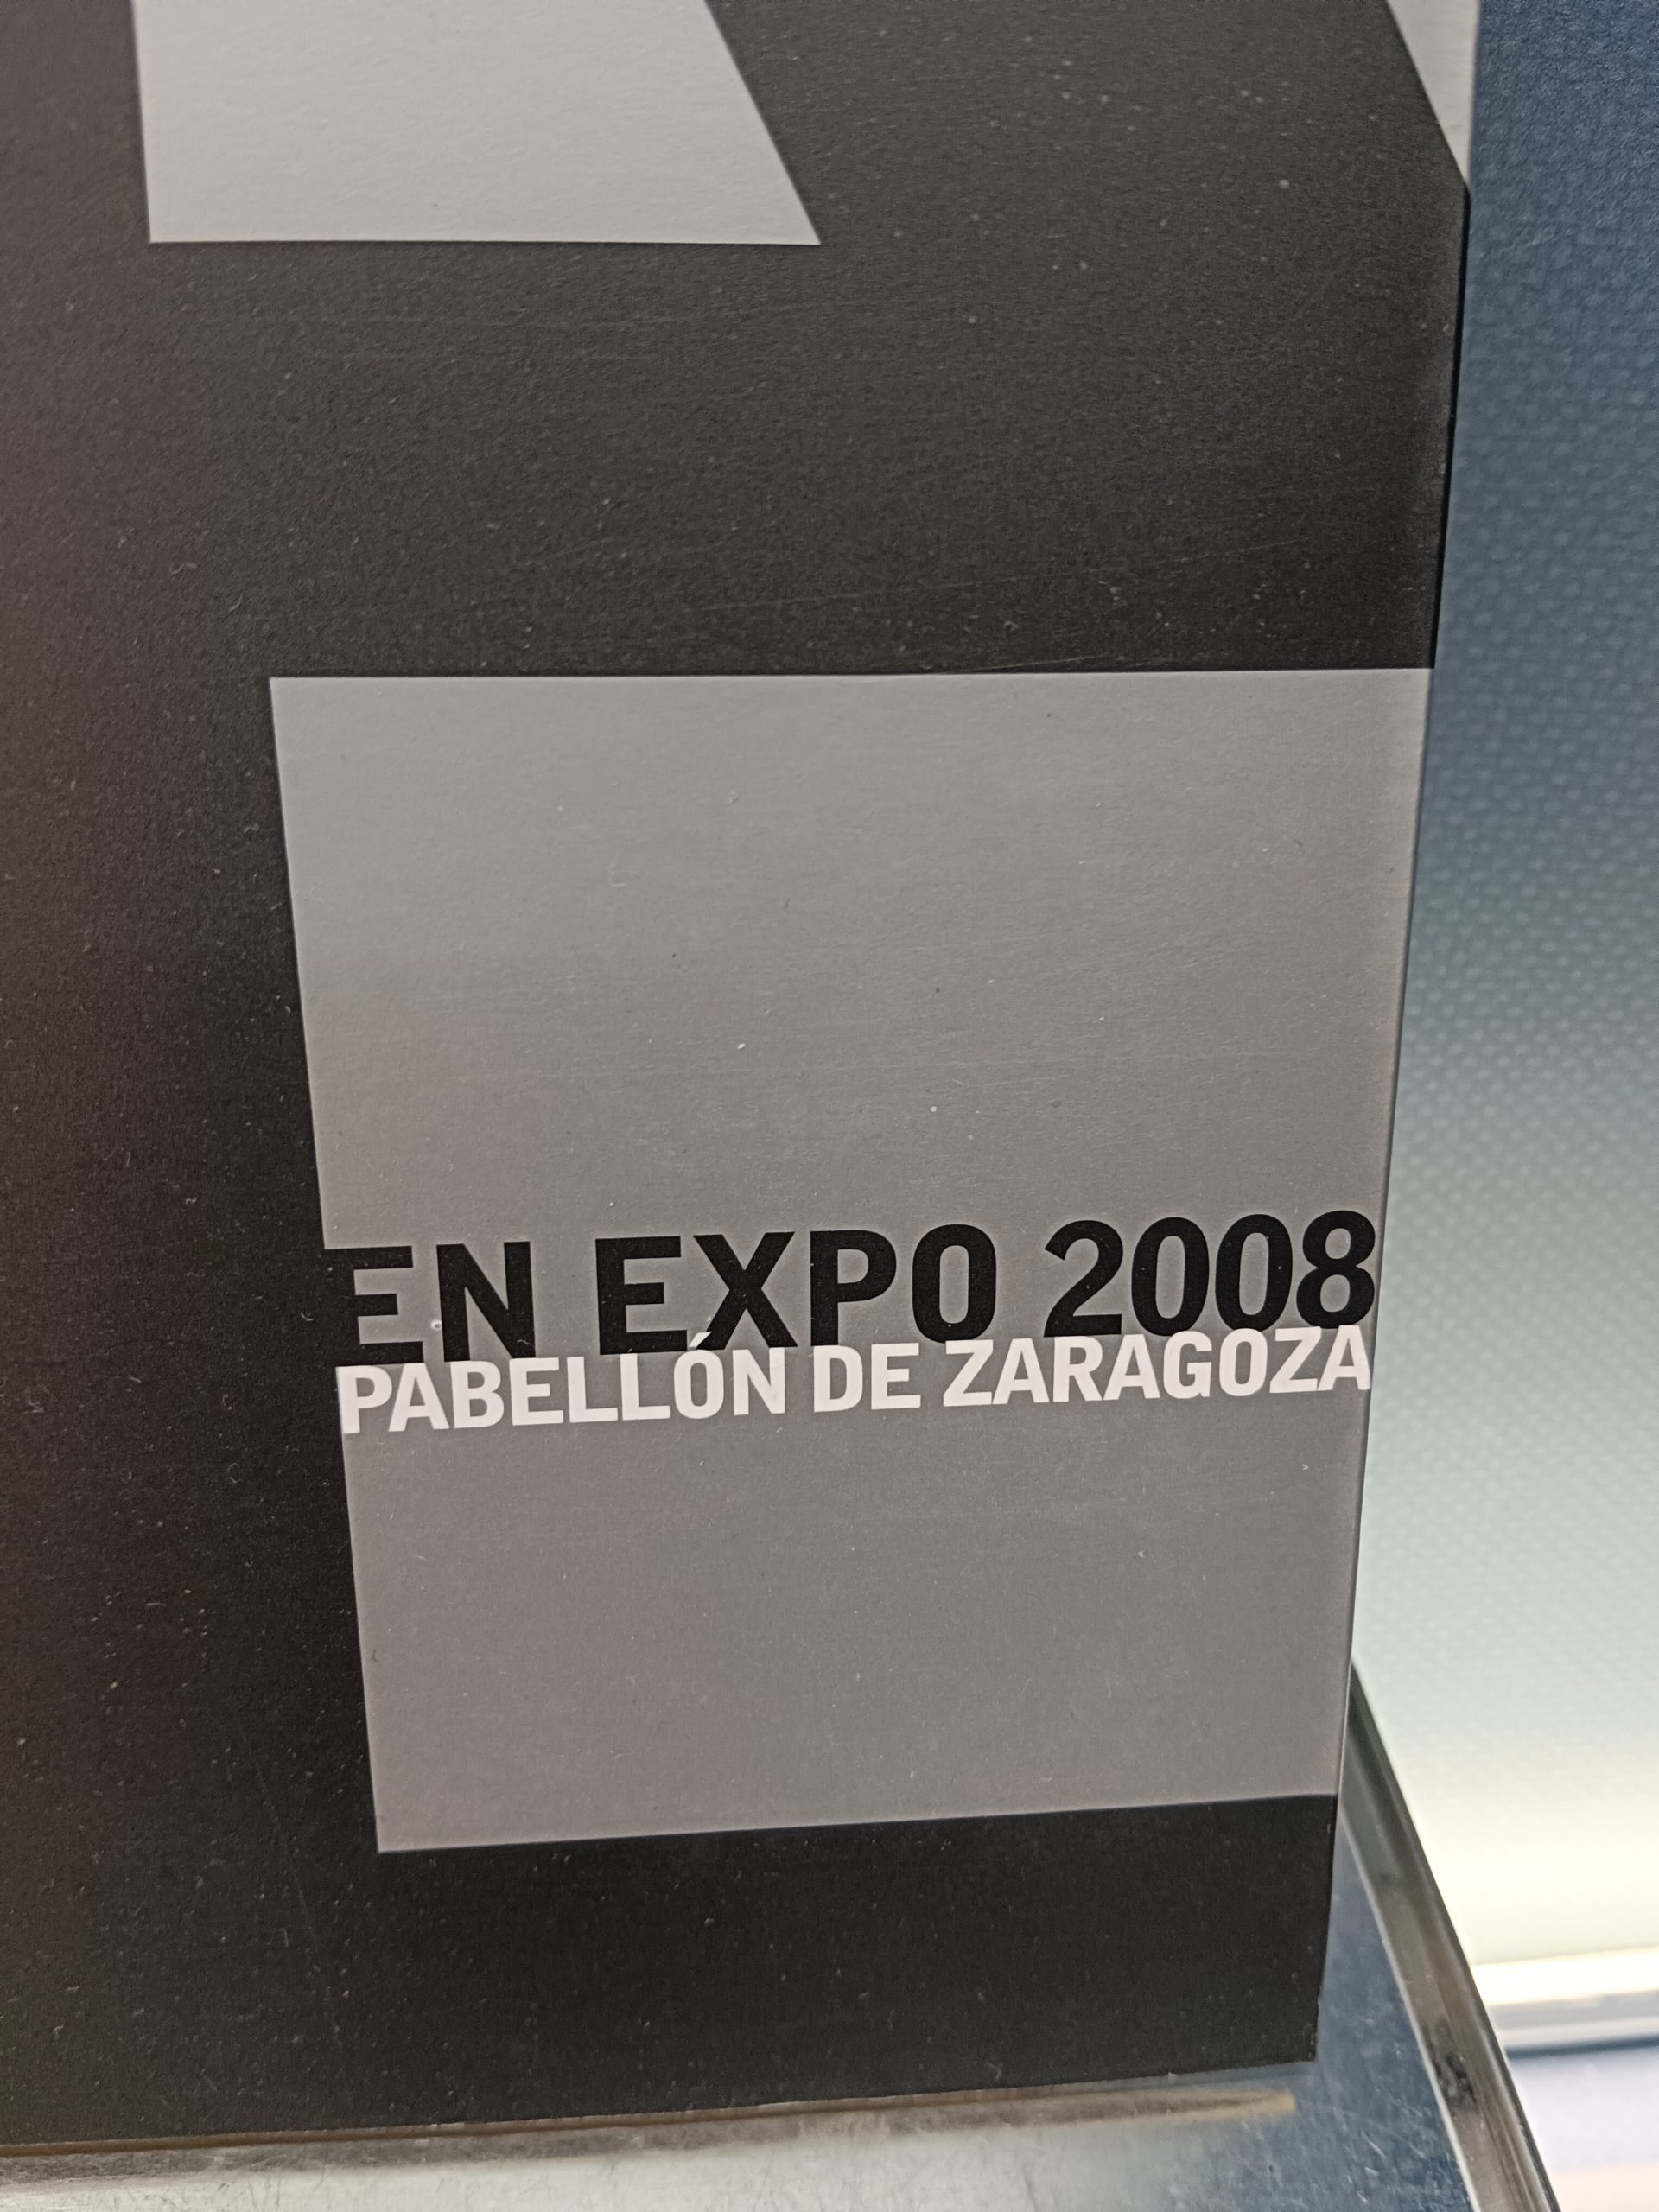 EN EXPO 2008
PABELLÓN DE ZARAGOZA